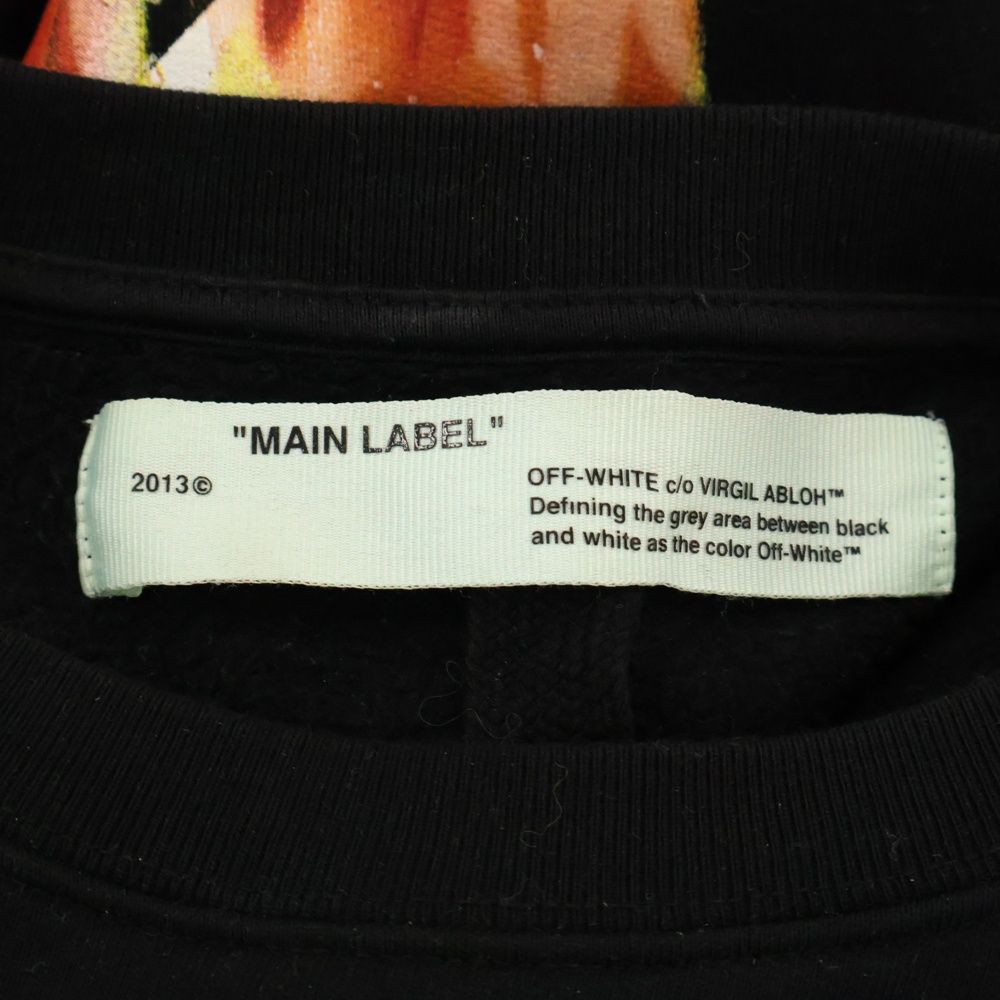 "MAIN LABEL"
2013©
OFF-WHITE c/o VIRGIL ABLOH™
Defining the grey area between black
and white as the color Off-White™